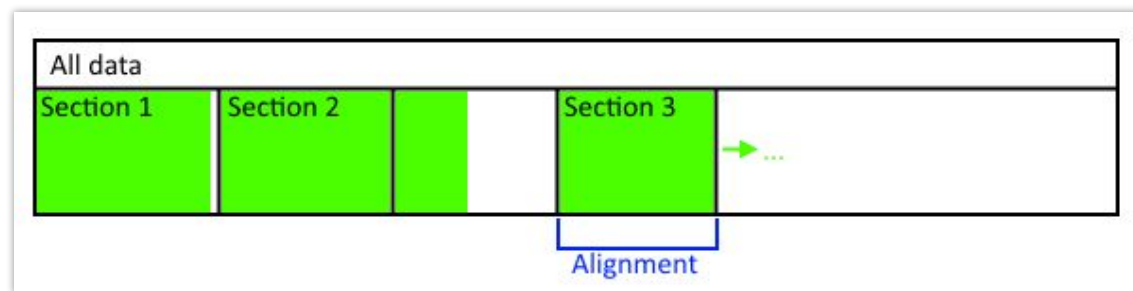 All data
Section 1
Section 2
Section 3
...
Alignment